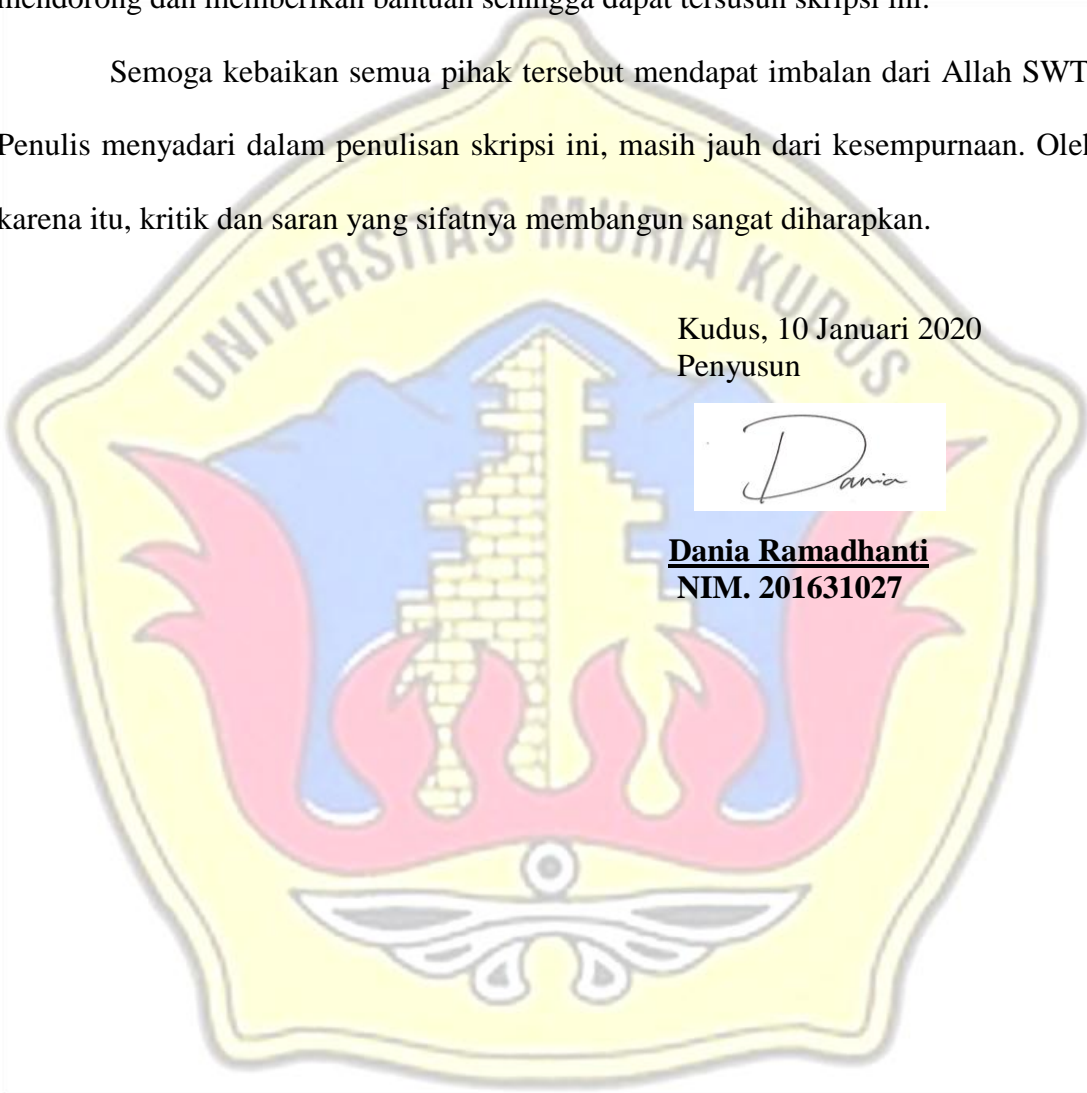 mendorong dan memberikan bantuan sehingga dapat tersusun skripsi ini.
Semoga kebaikan semua pihak tersebut mendapat imbalan dari Allah SWT
Penulis menyadari dalam penulisan skripsi ini, masih jauh dari kesempurnaan. Oleh
karena itu, kritik dan saran yang sifatnya membangun sangat diharapkan.
UNIVERSITAS MURIA KUDUS
Kudus, 10 Januari 2020
Penyusun
Dania
Dania Ramadhanti
NIM. 201631027